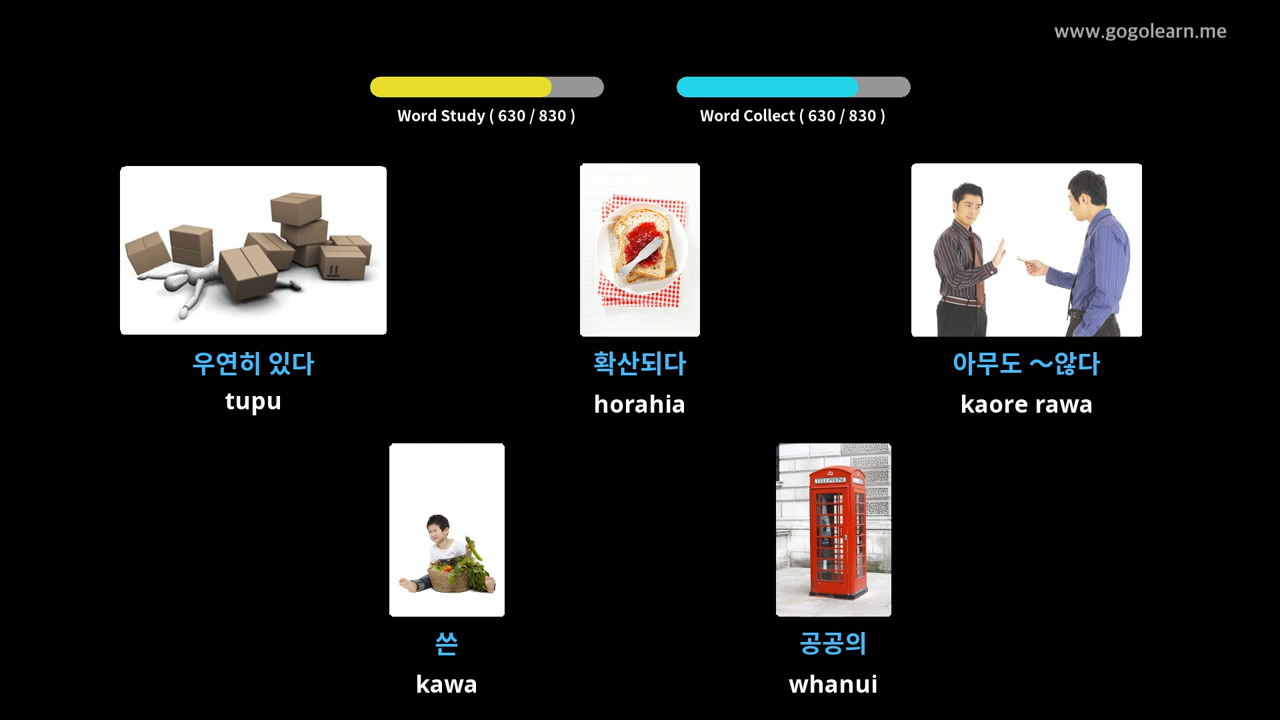 www.gogolearn.me
Word Study ( 630 / 830 )
Word Collect ( 630 / 830 )
우연히 있다
tupu
확산되다
horahia
아무도 ～않다
kaore rawa
TELEPHONE
쓴
kawa
공공의
whanui